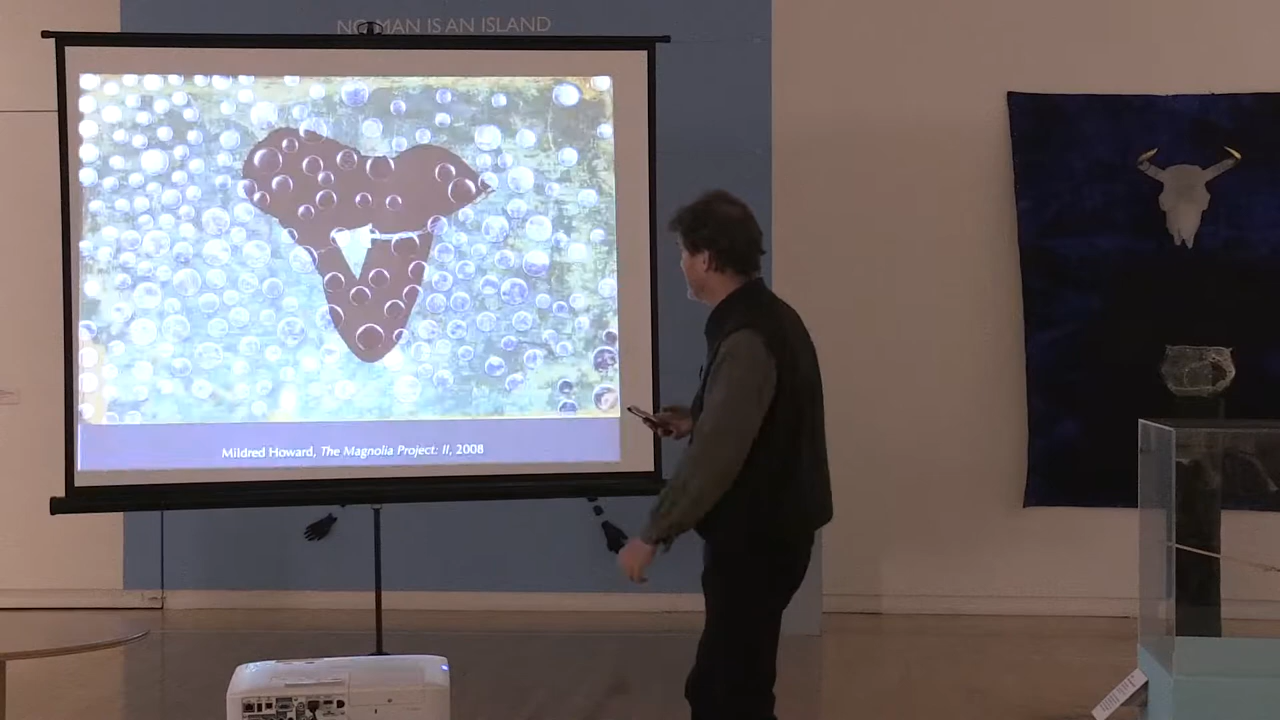 NO MAN IS AN ISLAND
Mildred Howard, The Magnolia Project: II, 2008